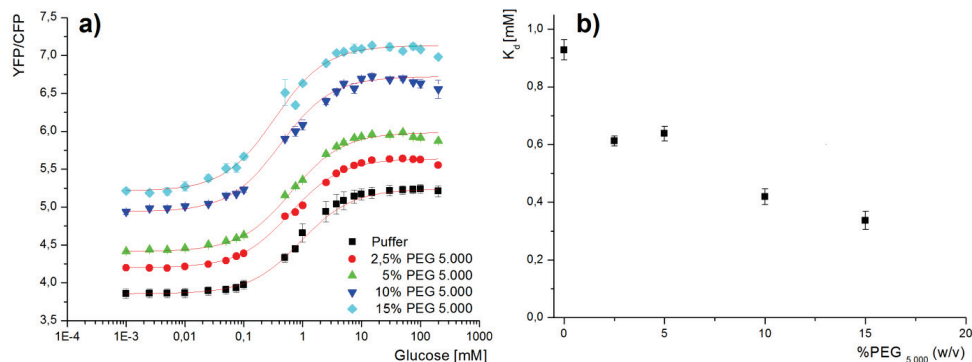 a)
YFP/CFP
7,5
7,0
6,5
6,0
5,5
5,0
4,5
4,0
3,5
1E-4 1E-3 0,01 0,1 1 10 100 1000
Glucose [mM]
Puffer
2,5% PEG 5.000
5% PEG 5.000
10% PEG 5.000
15% PEG 5.000
b)
K_d [mM]
1,0
0,8
0,6
0,4
0,2
0,0
0 5 10 15 20
%PEG 5.000 (w/v)